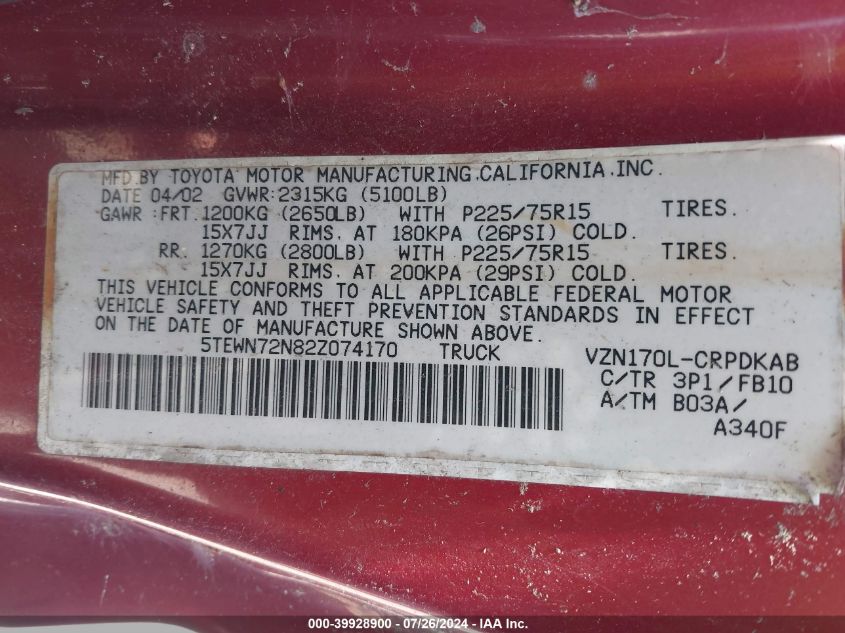 MFD.BY TOYOTA MOTOR MANUFACTURING.CALIFORNIA.INC.
DATE 04/02 GVWR:2315KG (5100LB)
GAWR :FRT. 1200KG (2650LB) WITH P225/75R15 TIRES.
15X7JJ RIMS. AT 180KPA (26PSI) COLD.
RR. 1270KG (2800LB) WITH P225/75R15 TIRES.
15X7JJ RIMS. AT 200KPA (29PSI) COLD.
THIS VEHICLE CONFORMS TO ALL APPLICABLE FEDERAL MOTOR
VEHICLE SAFETY AND THEFT PREVENTION STANDARDS IN EFFECT
ON THE DATE OF MANUFACTURE SHOWN ABOVE.
5TEWN72N82Z074170 TRUCK VZN170L-CRPDKAB
C/TR 3P1/FB10
A/TM B03A/
A340F
000-39928900 - 07/26/2024 - IAA, Inc.